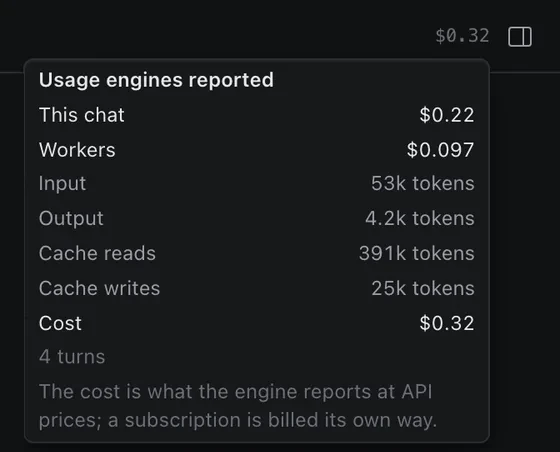 $0.32
Usage engines reported
This chat $0.22
Workers $0.097
Input 53k tokens
Output 4.2k tokens
Cache reads 391k tokens
Cache writes 25k tokens
Cost $0.32
4 turns
The cost is what the engine reports at API
prices; a subscription is billed its own way.